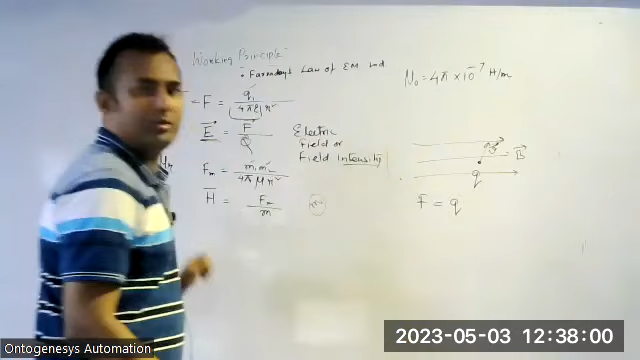 Working Principle
• Faraday's Law of EM Ind
F = q₁ / 4πε r²
E = F / Q
Electric
Field or
Field Intensity
Fm = m₁ m₂ / 4π μ r²
H = Fm / m
μ₀ = 4π × 10⁻⁷ H/m
B
q
F = q
Ontogenesys Automation
2023-05-03 12:38:00